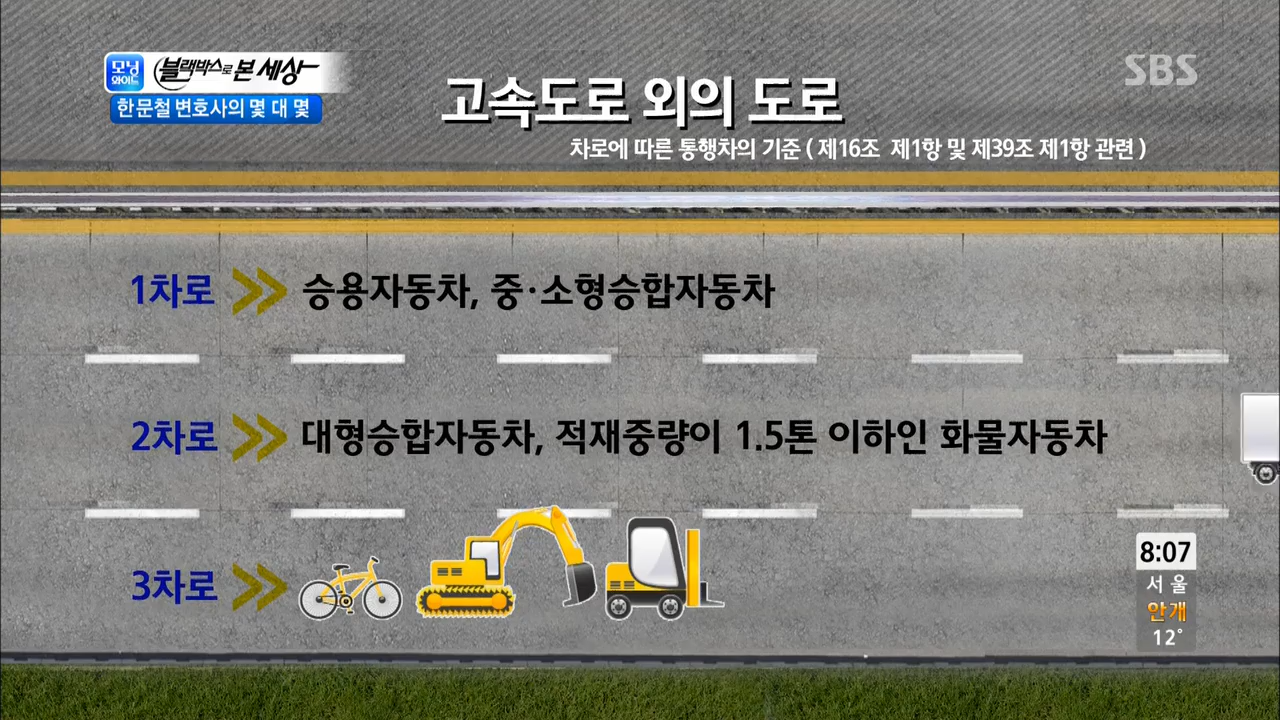 모닝
와이드
블랙박스로 본 세상
한문철 변호사의 몇 대 몇
SBS
고속도로 외의 도로
차로에 따른 통행차의 기준 ( 제16조 제1항 및 제39조 제1항 관련 )
1차로 승용자동차, 중·소형승합자동차
2차로 대형승합자동차, 적재중량이 1.5톤 이하인 화물자동차
3차로
8:07
서울
안개
12°